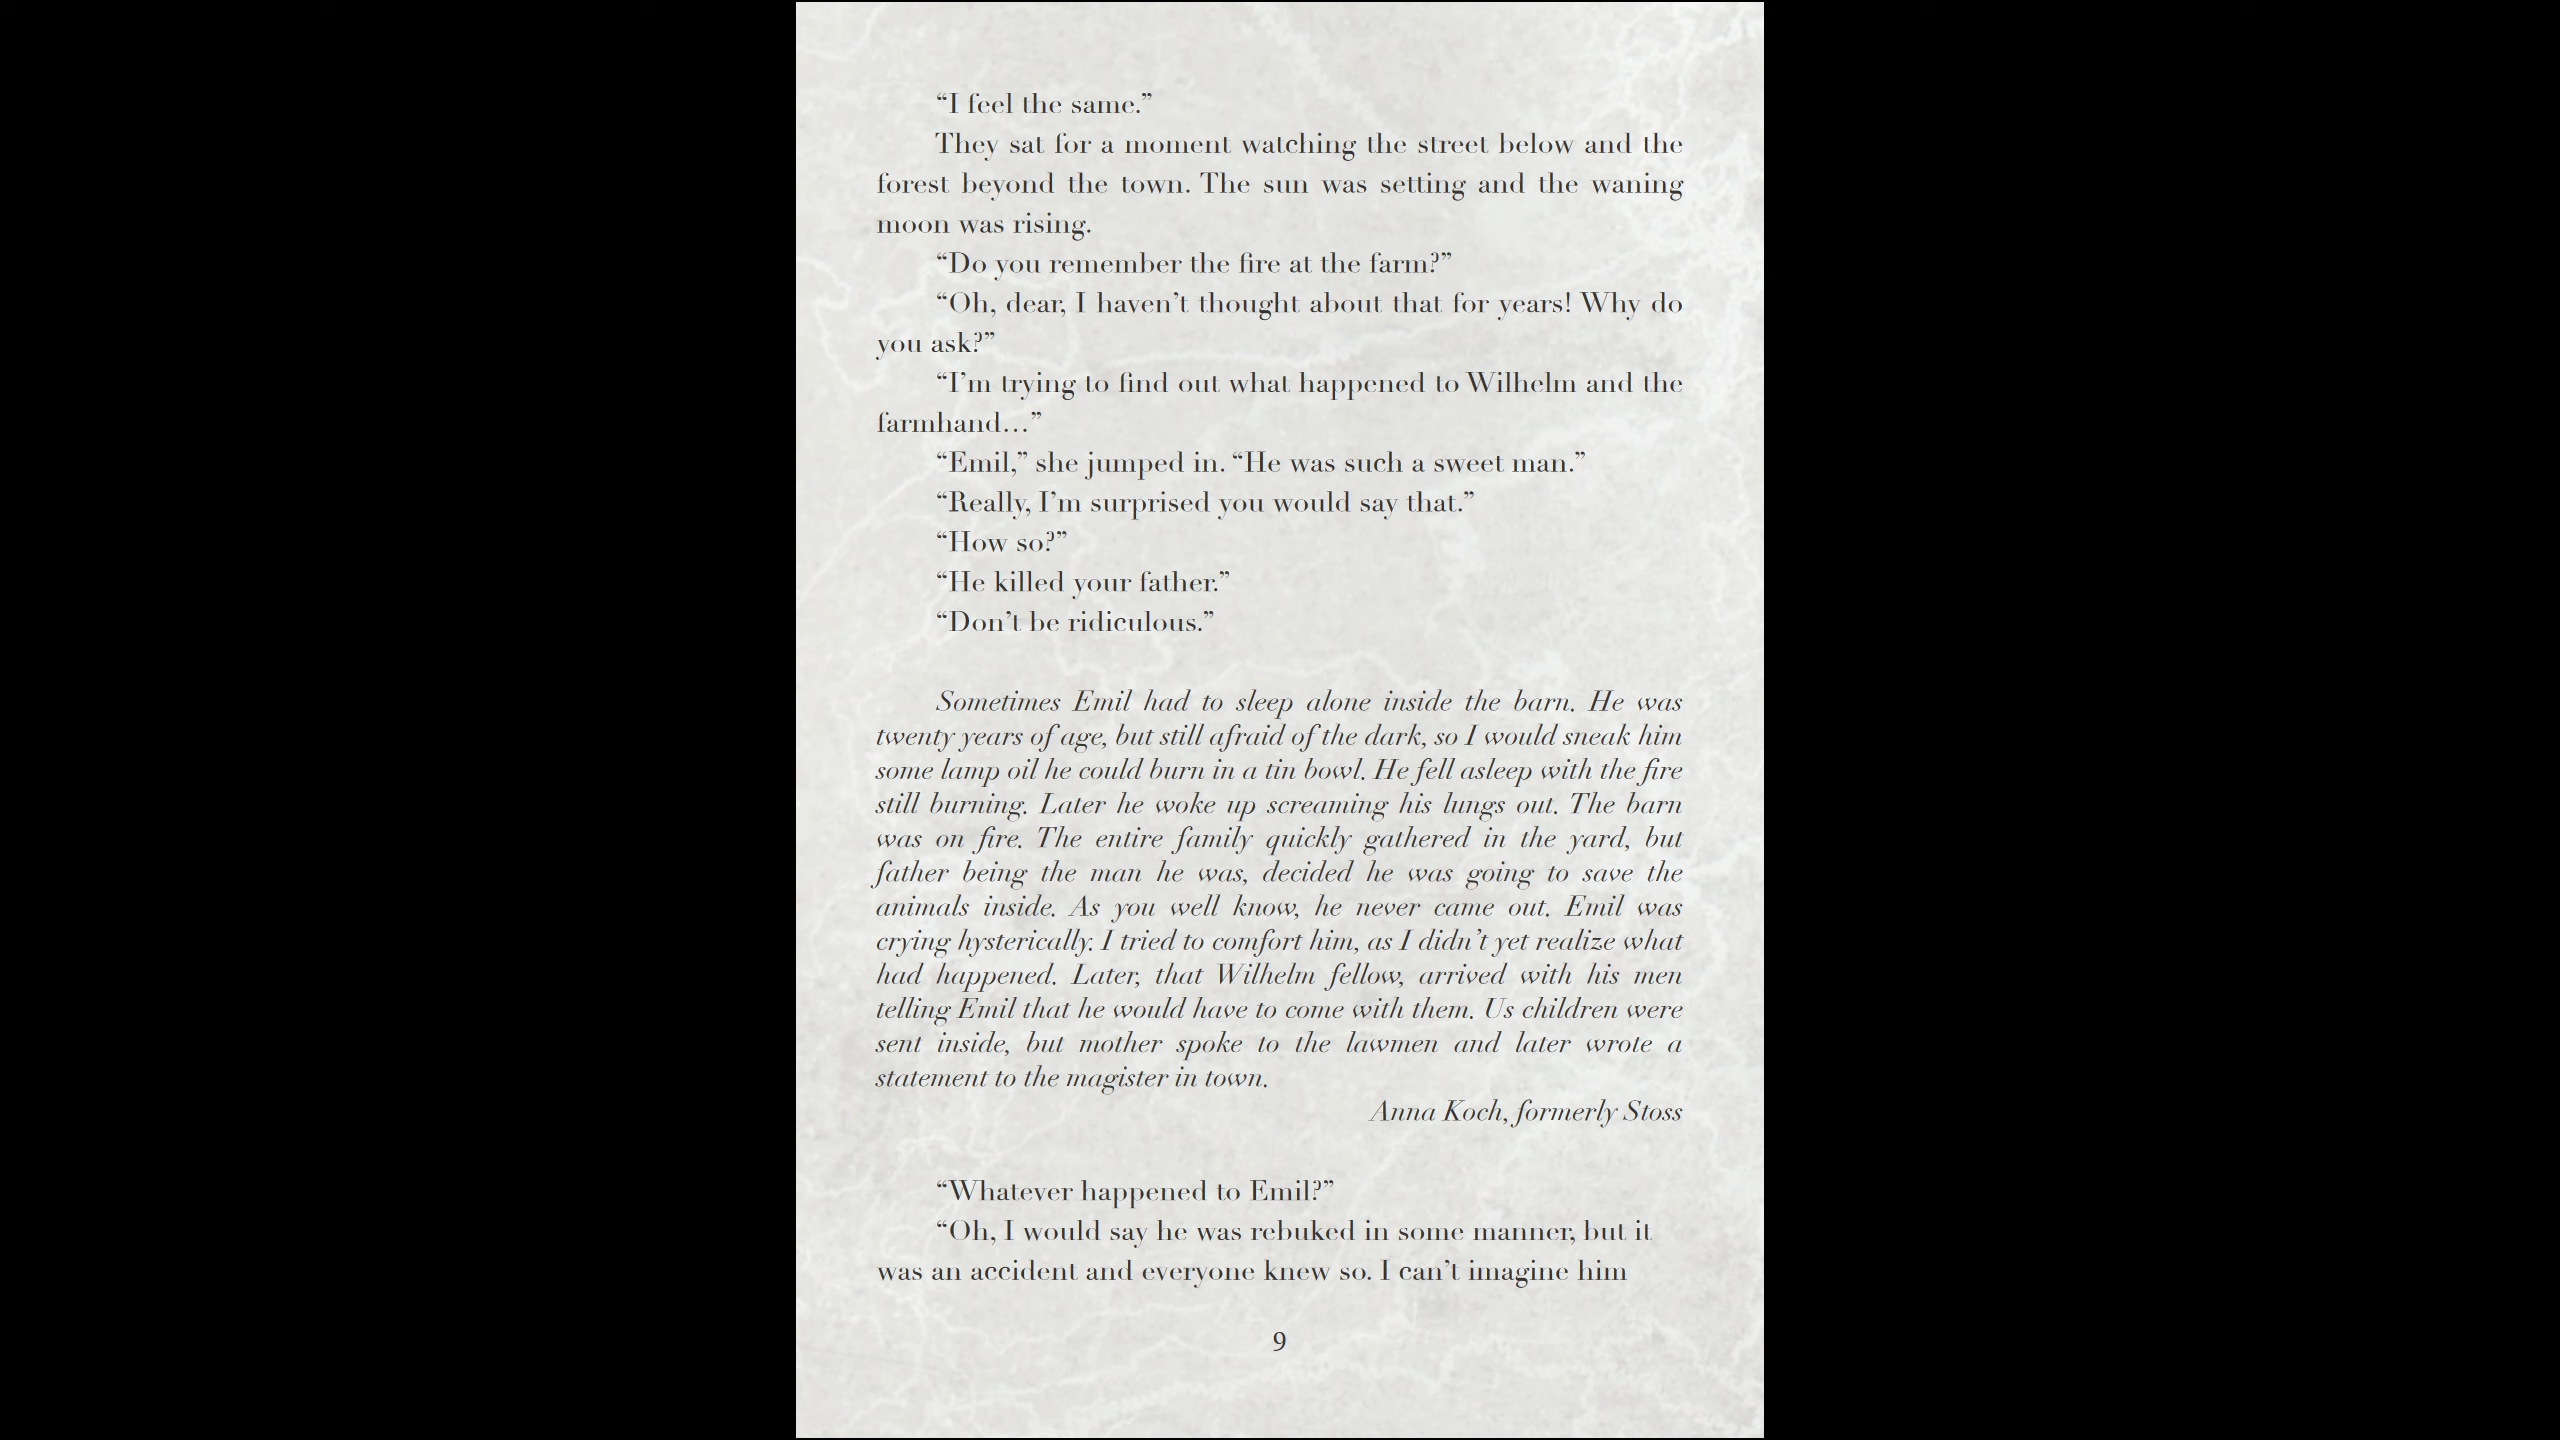 “I feel the same.”
They sat for a moment watching the street below and the
forest beyond the town. The sun was setting and the waning
moon was rising.
“Do you remember the fire at the farm?”
“Oh, dear, I haven’t thought about that for years! Why do
you ask?”
“I’m trying to find out what happened to Wilhelm and the
farmhand…”
“Emil,” she jumped in. “He was such a sweet man.”
“Really, I’m surprised you would say that.”
“How so?”
“He killed your father.”
“Don’t be ridiculous.”
Sometimes Emil had to sleep alone inside the barn. He was
twenty years of age, but still afraid of the dark, so I would sneak him
some lamp oil he could burn in a tin bowl. He fell asleep with the fire
still burning. Later he woke up screaming his lungs out. The barn
was on fire. The entire family quickly gathered in the yard, but
father being the man he was, decided he was going to save the
animals inside. As you well know, he never came out. Emil was
crying hysterically. I tried to comfort him, as I didn’t yet realize what
had happened. Later, that Wilhelm fellow, arrived with his men
telling Emil that he would have to come with them. Us children were
sent inside, but mother spoke to the lawmen and later wrote a
statement to the magister in town.
Anna Koch, formerly Stoss
“Whatever happened to Emil?”
“Oh, I would say he was rebuked in some manner, but it
was an accident and everyone knew so. I can’t imagine him
9